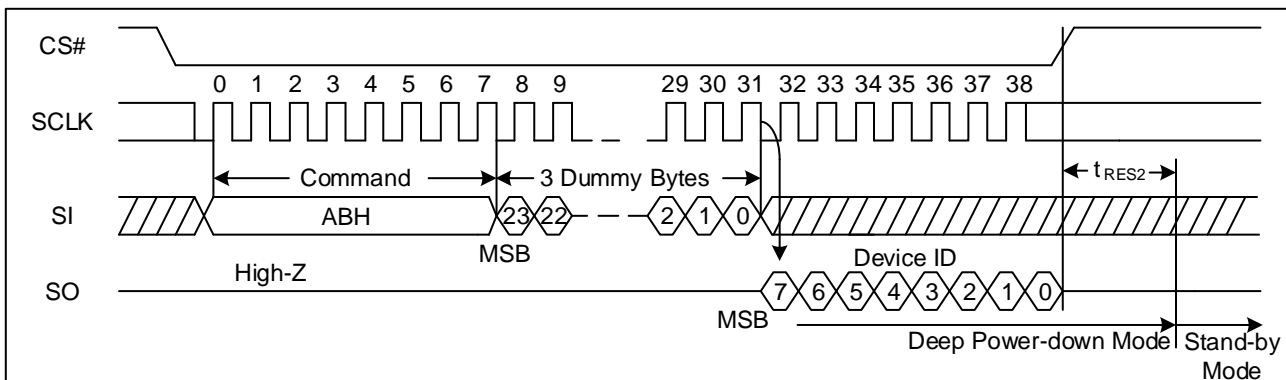 CS#
0 1 2 3 4 5 6 7 8 9 29 30 31 32 33 34 35 36 37 38
SCLK
Command 3 Dummy Bytes tRES2
SI ABH 23 22 2 1 0
MSB
High-Z Device ID
SO 7 6 5 4 3 2 1 0
MSB
Deep Power-down Mode Stand-by
Mode